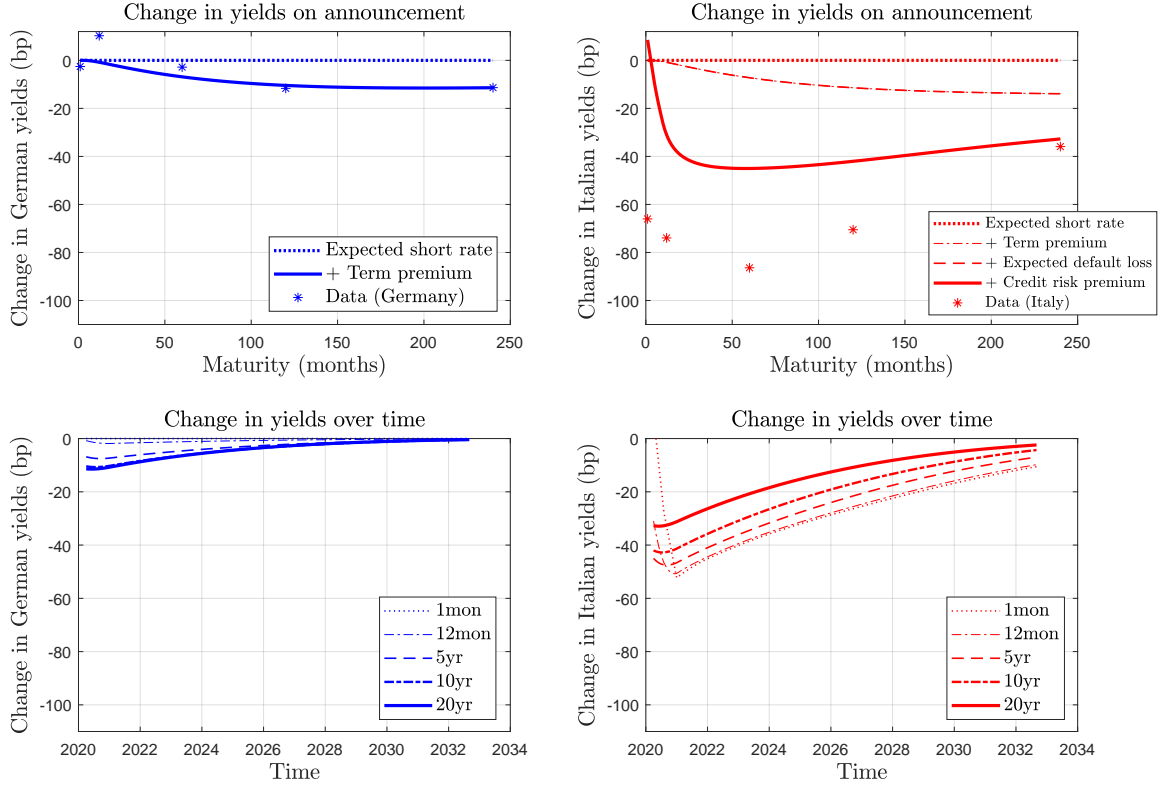 Change in yields on announcement
Change in German yields (bp)
0
-20
-40
-60
-80
-100
Expected short rate
+ Term premium
Data (Germany)
0
50
100
150
200
250
Maturity (months)
Change in yields on announcement
Change in Italian yields (bp)
0
-20
-40
-60
-80
-100
Expected short rate
+ Term premium
+ Expected default loss
+ Credit risk premium
Data (Italy)
0
50
100
150
200
250
Maturity (months)
Change in yields over time
Change in German yields (bp)
0
-20
-40
-60
-80
-100
1mon
12mon
5yr
10yr
20yr
2020
2022
2024
2026
2028
2030
2032
2034
Time
Change in yields over time
Change in Italian yields (bp)
0
-20
-40
-60
-80
-100
1mon
12mon
5yr
10yr
20yr
2020
2022
2024
2026
2028
2030
2032
2034
Time